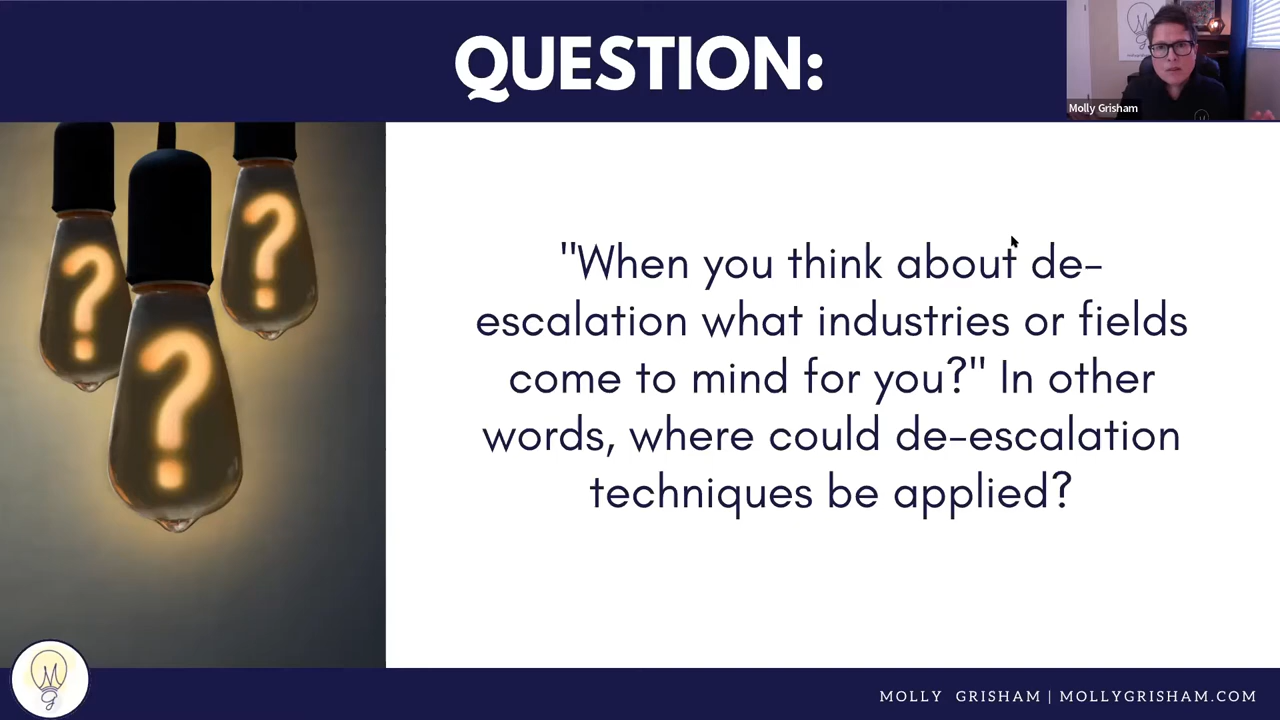 QUESTION:
Molly Grisham
? ? ?
"When you think about de-
escalation what industries or fields
come to mind for you?" In other
words, where could de-escalation
techniques be applied?
M
G
MOLLY GRISHAM | MOLLYGRISHAM.COM